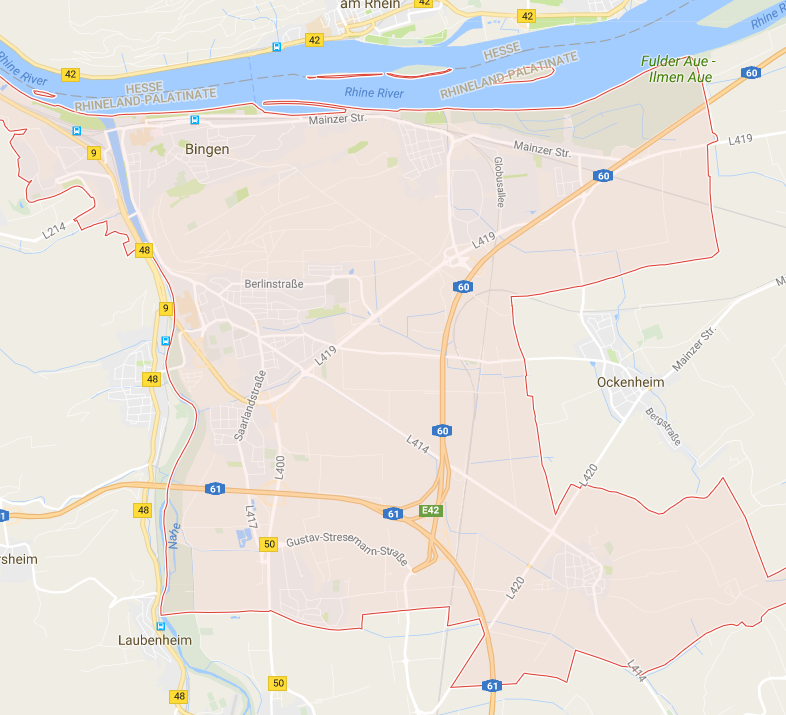 am Rhein
42
42
42
42
Rhine River
Rhine R
HESSE
RHINELAND-PALATINATE
HESSE
RHINELAND-PALATINATE
Rhine River
Fulder Aue -
Ilmen Aue
60
Mainzer Str.
Bingen
9
Mainzer Str.
L419
Globusallee
60
L214
48
L419
Berlinstraße
60
9
L419
Mainzer Str.
M
Ockenheim
48
Saarlandstraße
Bergstraße
60
L414
L400
L420
61
48
L417
61
E42
1
Nahe
50
Gustav-Stresemann-Straße
rsheim
L420
Laubenheim
L414
50
61
48